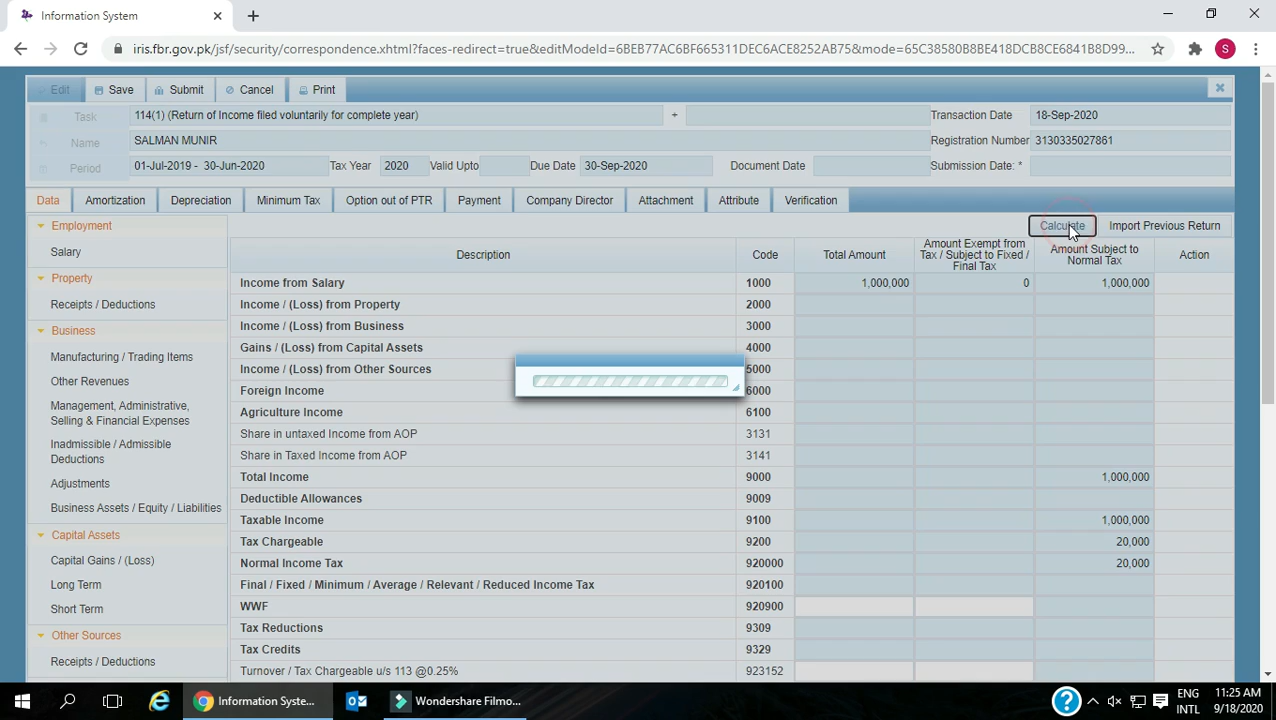 Information System
iris.fbr.gov.pk/jsf/security/correspondence.xhtml?faces-redirect=true&editModeId=6BEB77AC6BF665311DEC6ACE8252AB75&mode=65C3858B8BE418DCB8CE6841B8D99...
S
Edit Save Submit Cancel Print
Task 114(1) (Return of Income filed voluntarily for complete year) + Transaction Date 18-Sep-2020
Name SALMAN MUNIR Registration Number 3130335027861
Period 01-Jul-2019 - 30-Jun-2020 Tax Year 2020 Valid Upto Due Date 30-Sep-2020 Document Date Submission Date: *
Data Amortization Depreciation Minimum Tax Option out of PTR Payment Company Director Attachment Attribute Verification
Employment
Salary
Property
Receipts / Deductions
Business
Manufacturing / Trading Items
Other Revenues
Management, Administrative,
Selling & Financial Expenses
Inadmissible / Admissible
Deductions
Adjustments
Business Assets / Equity / Liabilities
Capital Assets
Capital Gains / (Loss)
Long Term
Short Term
Other Sources
Receipts / Deductions
Calculate Import Previous Return
Description Code Total Amount Amount Exempt from
Tax / Subject to Fixed /
Final Tax
Amount Subject to
Normal Tax
Action
Income from Salary 1000 1,000,000 0 1,000,000
Income / (Loss) from Property 2000
Income / (Loss) from Business 3000
Gains / (Loss) from Capital Assets 4000
Income / (Loss) from Other Sources 5000
Foreign Income 6000
Agriculture Income 6100
Share in untaxed Income from AOP 3131
Share in Taxed Income from AOP 3141
Total Income 9000 1,000,000
Deductible Allowances 9009
Taxable Income 9100 1,000,000
Tax Chargeable 9200 20,000
Normal Income Tax 920000 20,000
Final / Fixed / Minimum / Average / Relevant / Reduced Income Tax 920100
WWF 920900
Tax Reductions 9309
Tax Credits 9329
Turnover / Tax Chargeable u/s 113 @0.25% 923152
Information Syste... Wondershare Filmo...
ENG
INTL
11:25 AM
9/18/2020